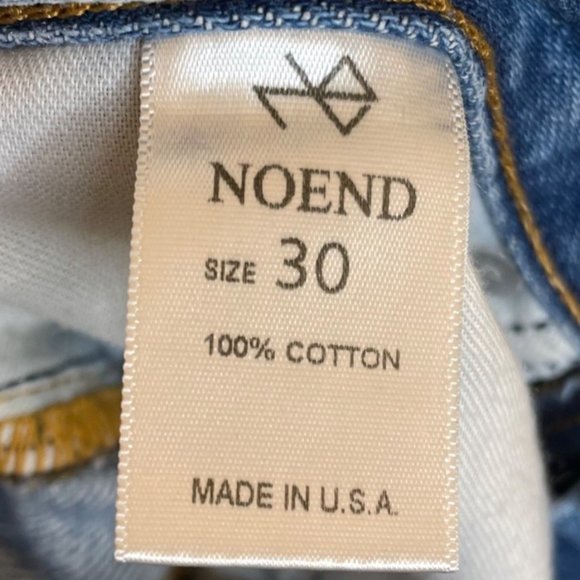 NOEND
SIZE 30
100% COTTON
MADE IN U.S.A.